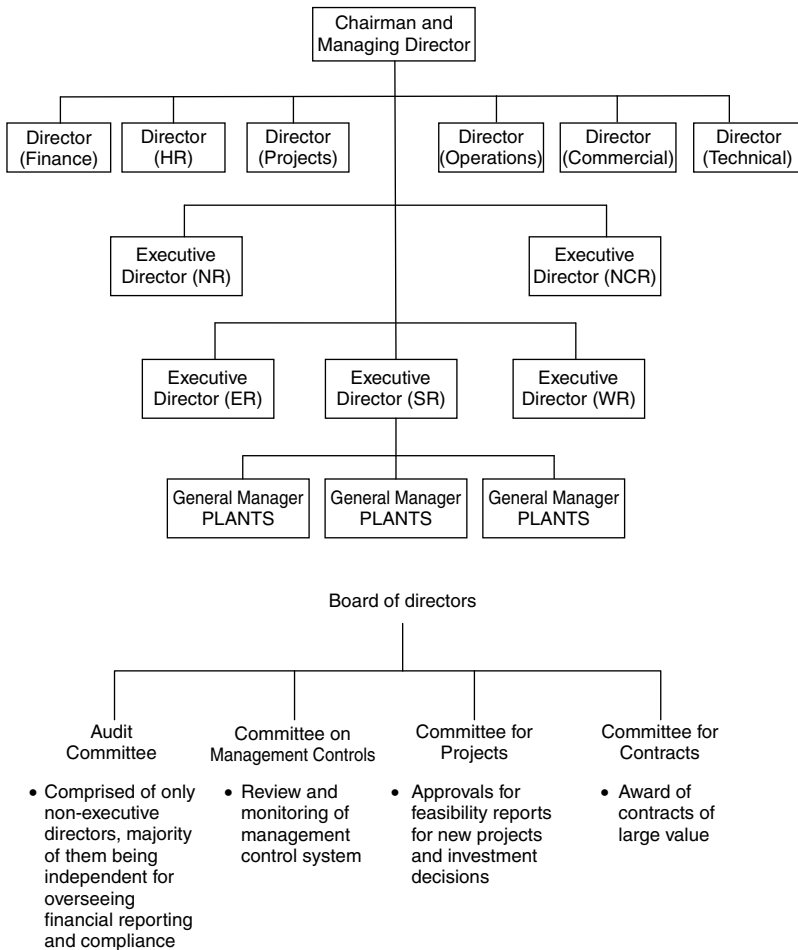 Chairman and
Managing Director
Director
(Finance)
Director
(HR)
Director
(Projects)
Director
(Operations)
Director
(Commercial)
Director
(Technical)
Executive
Director (NR)
Executive
Director (NCR)
Executive
Director (ER)
Executive
Director (SR)
Executive
Director (WR)
General Manager
PLANTS
General Manager
PLANTS
General Manager
PLANTS
Board of directors
Audit
Committee
• Comprised of only
non-executive
directors, majority
of them being
independent for
overseeing
financial reporting
and compliance
Committee on
Management Controls
• Review and
monitoring of
management
control system
Committee for
Projects
• Approvals for
feasibility reports
for new projects
and investment
decisions
Committee for
Contracts
• Award of
contracts of
large value